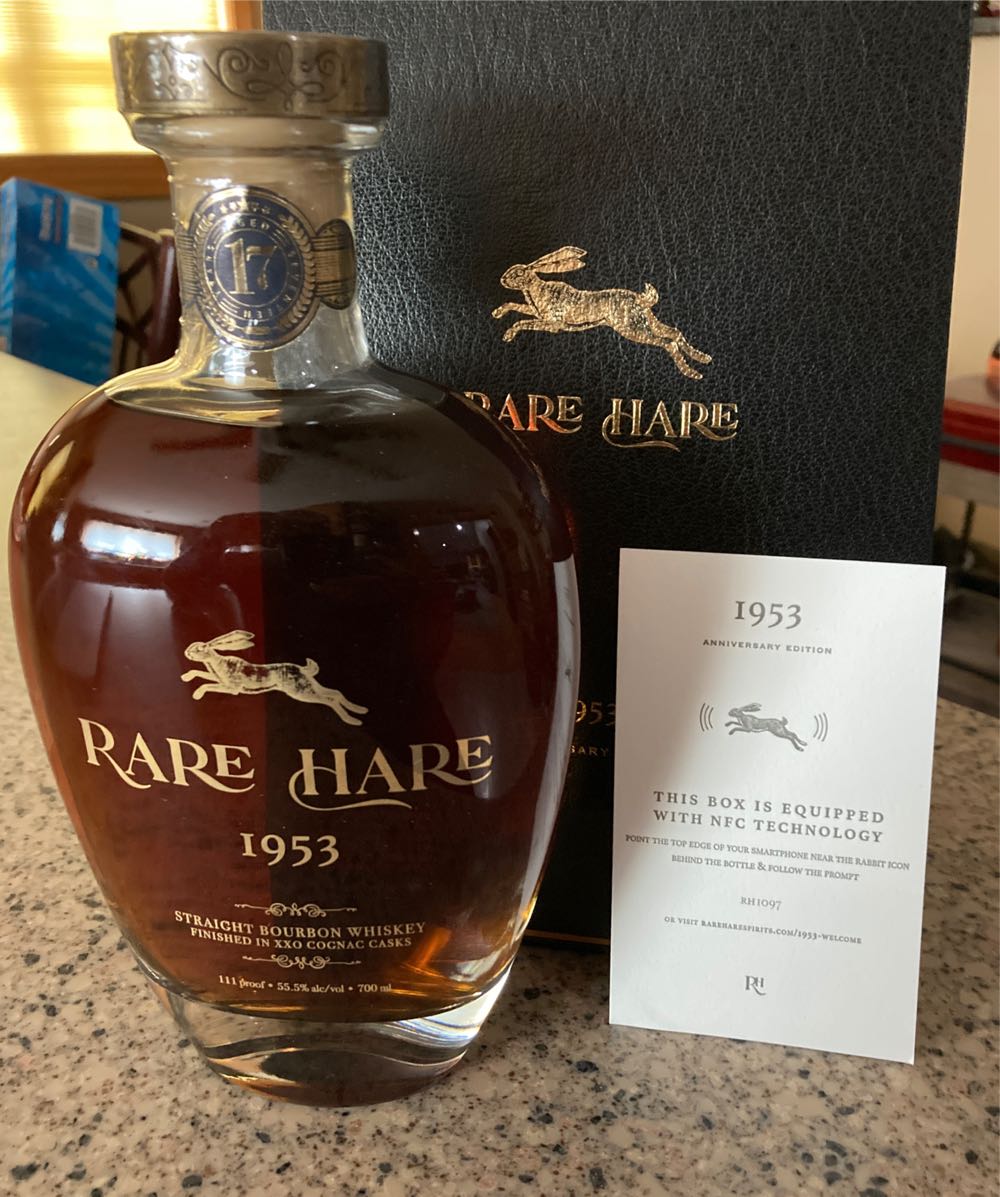 AGED
17
RARE HARE
1953
STRAIGHT BOURBON WHISKEY
FINISHED IN XXO COGNAC CASKS
111 proof • 55.5% alc/vol • 700 ml
RARE HARE
1953
1953
ANNIVERSARY EDITION
THIS BOX IS EQUIPPED
WITH NFC TECHNOLOGY
POINT THE TOP EDGE OF YOUR SMARTPHONE NEAR THE RABBIT ICON
BEHIND THE BOTTLE & FOLLOW THE PROMPT
RH1097
OR VISIT RAREHARESPIRITS.COM/1953-WELCOME
RH